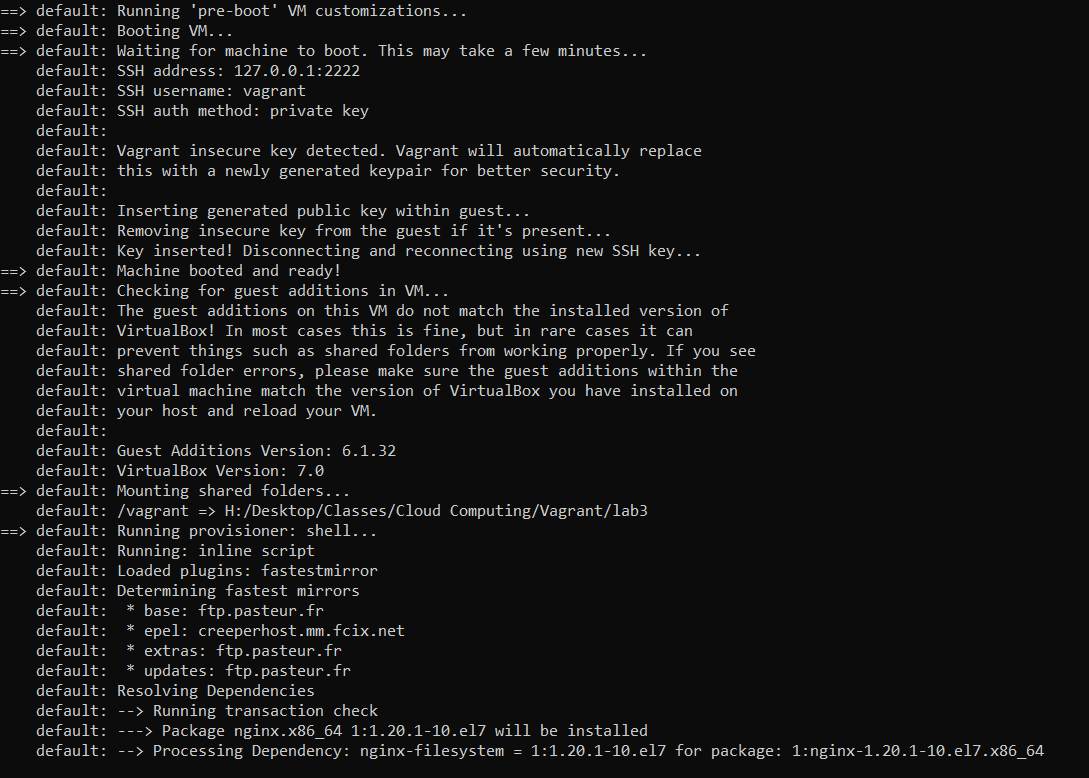 ==> default: Running 'pre-boot' VM customizations...
==> default: Booting VM...
==> default: Waiting for machine to boot. This may take a few minutes...
    default: SSH address: 127.0.0.1:2222
    default: SSH username: vagrant
    default: SSH auth method: private key
    default:
    default: Vagrant insecure key detected. Vagrant will automatically replace
    default: this with a newly generated keypair for better security.
    default:
    default: Inserting generated public key within guest...
    default: Removing insecure key from the guest if it's present...
    default: Key inserted! Disconnecting and reconnecting using new SSH key...
==> default: Machine booted and ready!
==> default: Checking for guest additions in VM...
    default: The guest additions on this VM do not match the installed version of
    default: VirtualBox! In most cases this is fine, but in rare cases it can
    default: prevent things such as shared folders from working properly. If you see
    default: shared folder errors, please make sure the guest additions within the
    default: virtual machine match the version of VirtualBox you have installed on
    default: your host and reload your VM.
    default:
    default: Guest Additions Version: 6.1.32
    default: VirtualBox Version: 7.0
==> default: Mounting shared folders...
    default: /vagrant => H:/Desktop/Classes/Cloud Computing/Vagrant/lab3
==> default: Running provisioner: shell...
    default: Running: inline script
    default: Loaded plugins: fastestmirror
    default: Determining fastest mirrors
    default:  * base: ftp.pasteur.fr
    default:  * epel: creeperhost.mm.fcix.net
    default:  * extras: ftp.pasteur.fr
    default:  * updates: ftp.pasteur.fr
    default: Resolving Dependencies
    default: --> Running transaction check
    default: ---> Package nginx.x86_64 1:1.20.1-10.el7 will be installed
    default: --> Processing Dependency: nginx-filesystem = 1:1.20.1-10.el7 for package: 1:nginx-1.20.1-10.el7.x86_64